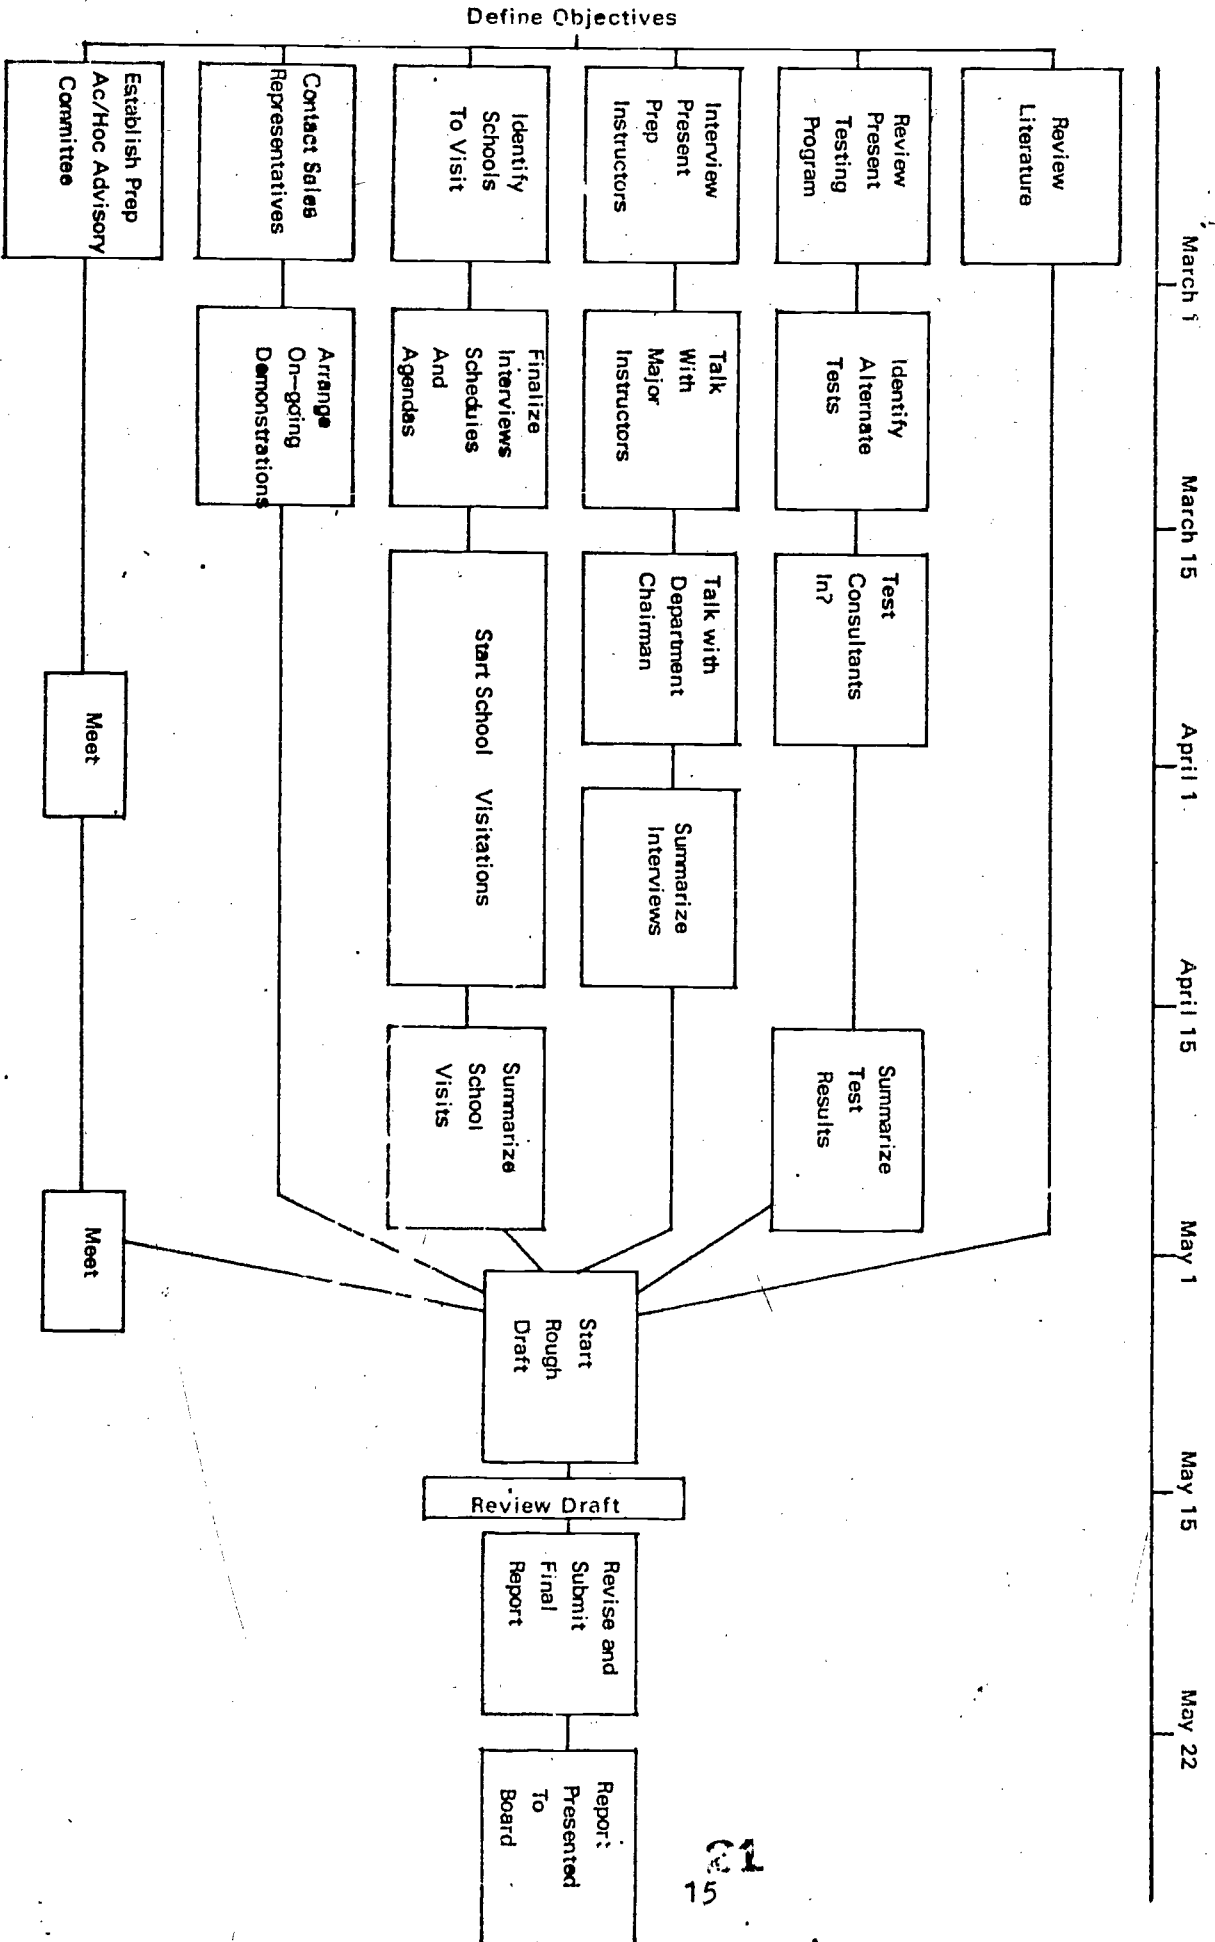 Define Objectives
March 1
March 15
April 1
April 15
May 1
May 15
May 22
Review
Literature
Review
Present
Testing
Program
Identify
Alternate
Tests
Test
Consultants
In?
Summarize
Test
Results
Interview
Present
Prep
Instructors
Talk
With
Major
Instructors
Talk with
Department
Chairman
Summarize
Interviews
Identify
Schools
To Visit
Finalize
Interviews
Schedules
And
Agendas
Start School Visitations
Summarize
School
Visits
Contact Sales
Representatives
Arrange
On-going
Demonstrations
Establish Prep
Ac/Hoc Advisory
Committee
Meet
Meet
Start
Rough
Draft
Review Draft
Revise and
Submit
Final
Report
Report
Presented
To
Board
15